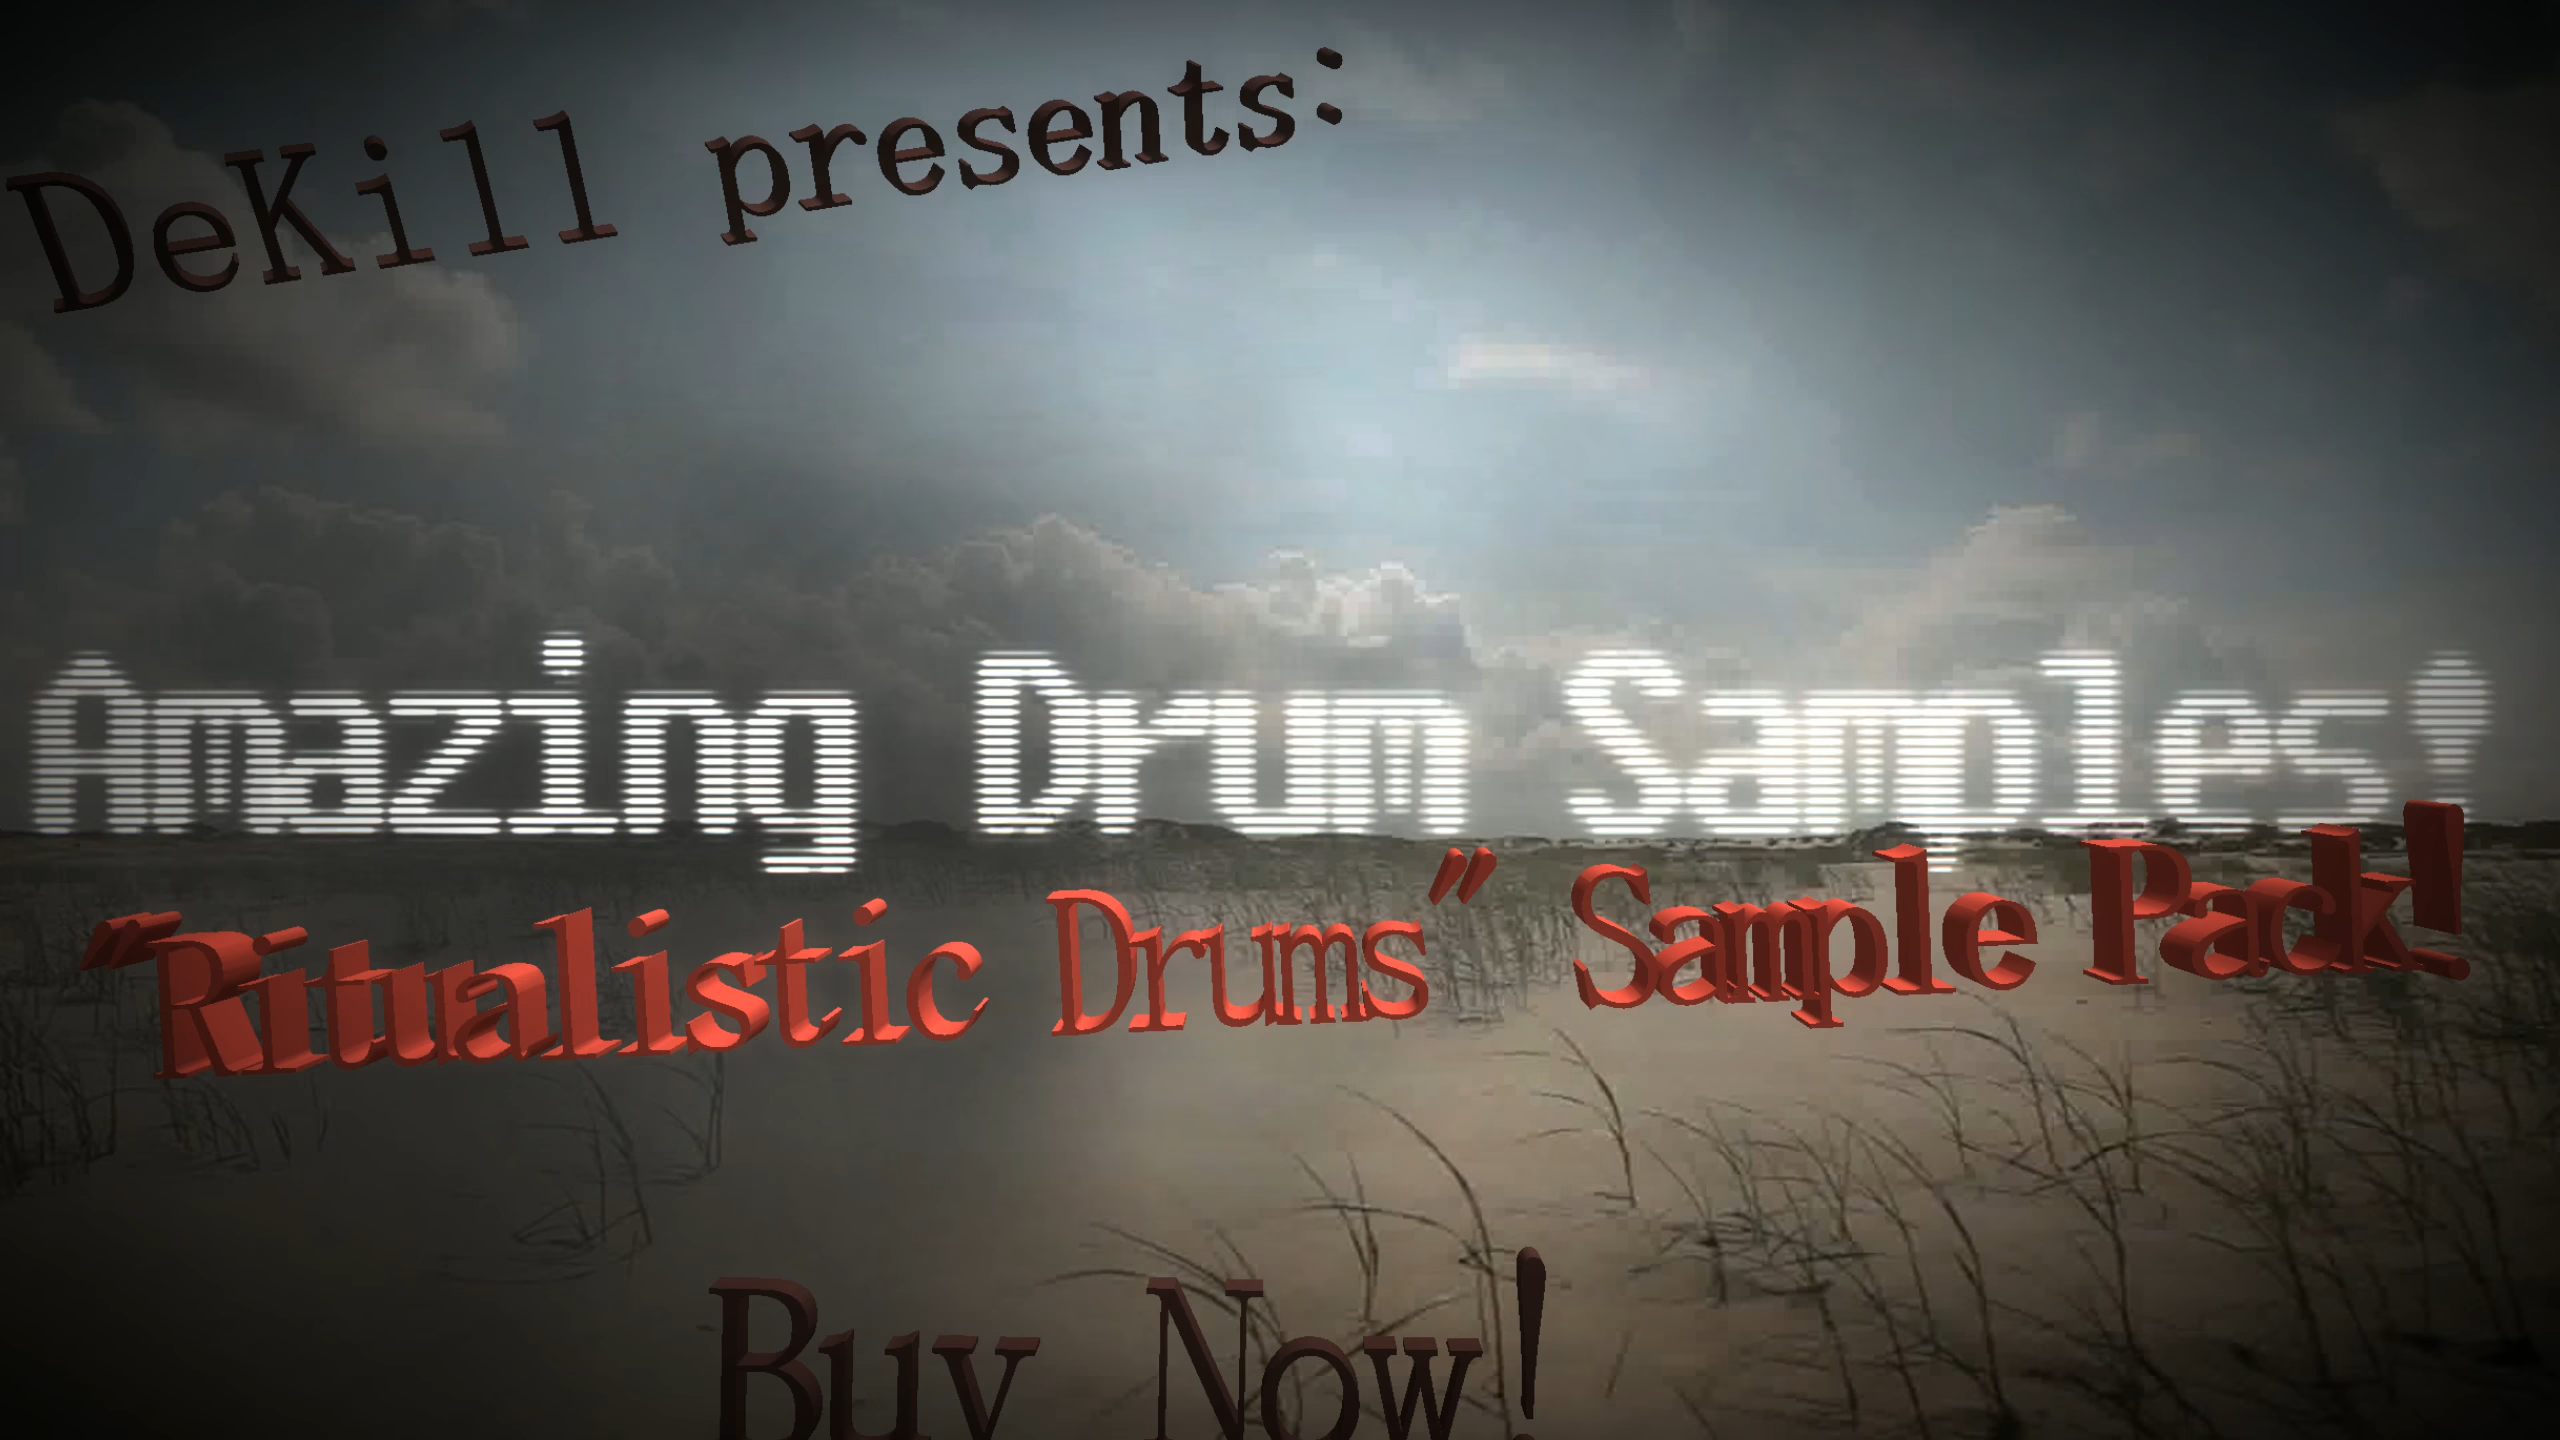 DeKill presents:
Amazing Drum Samples!
"Ritualistic Drums" Sample Pack!
Buy Now!